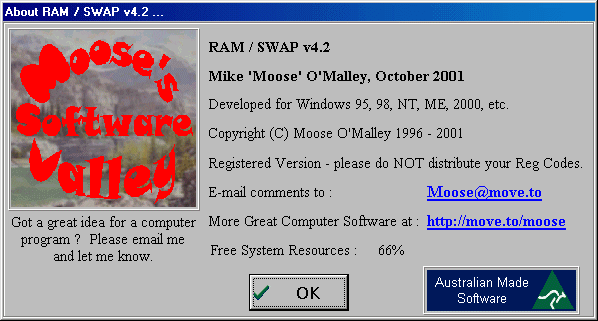 About RAM / SWAP v4.2 ...
Moose's
Software
Valley
Got a great idea for a computer
program ? Please email me
and let me know.
RAM / SWAP v4.2
Mike 'Moose' O'Malley, October 2001
Developed for Windows 95, 98, NT, ME, 2000, etc.
Copyright (C) Moose O'Malley 1996 - 2001
Registered Version - please do NOT distribute your Reg Codes.
E-mail comments to : Moose@move.to
More Great Computer Software at : http://move.to/moose
Free System Resources : 66%
OK
Australian Made
Software